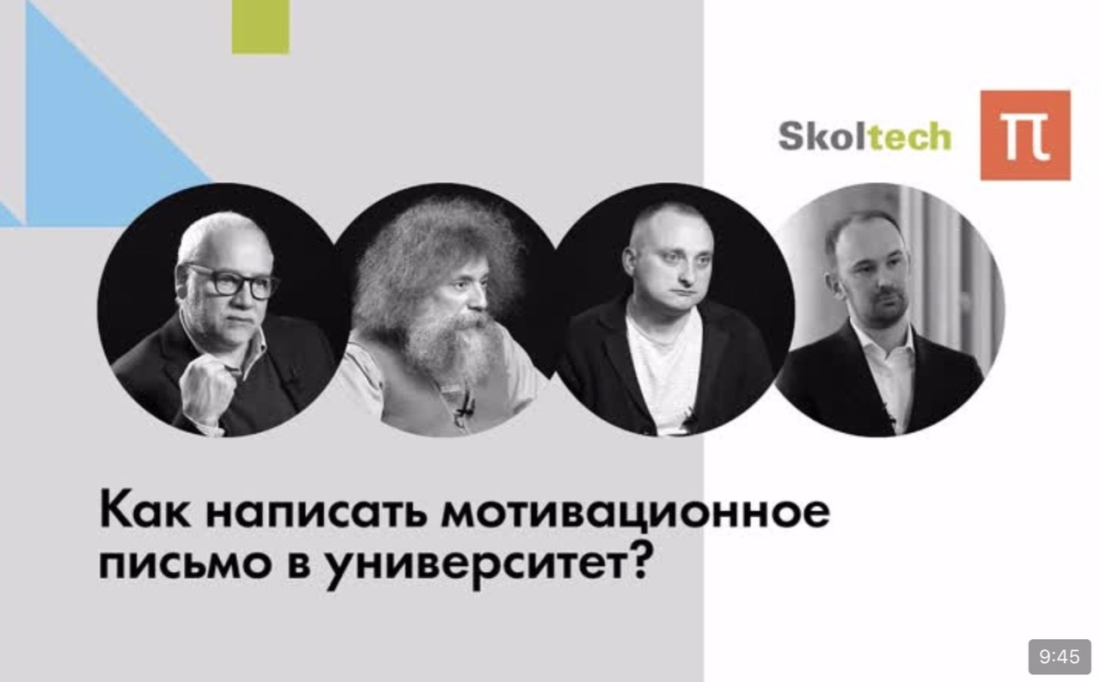 Skoltech
π
Как написать мотивационное
письмо в университет?
9:45